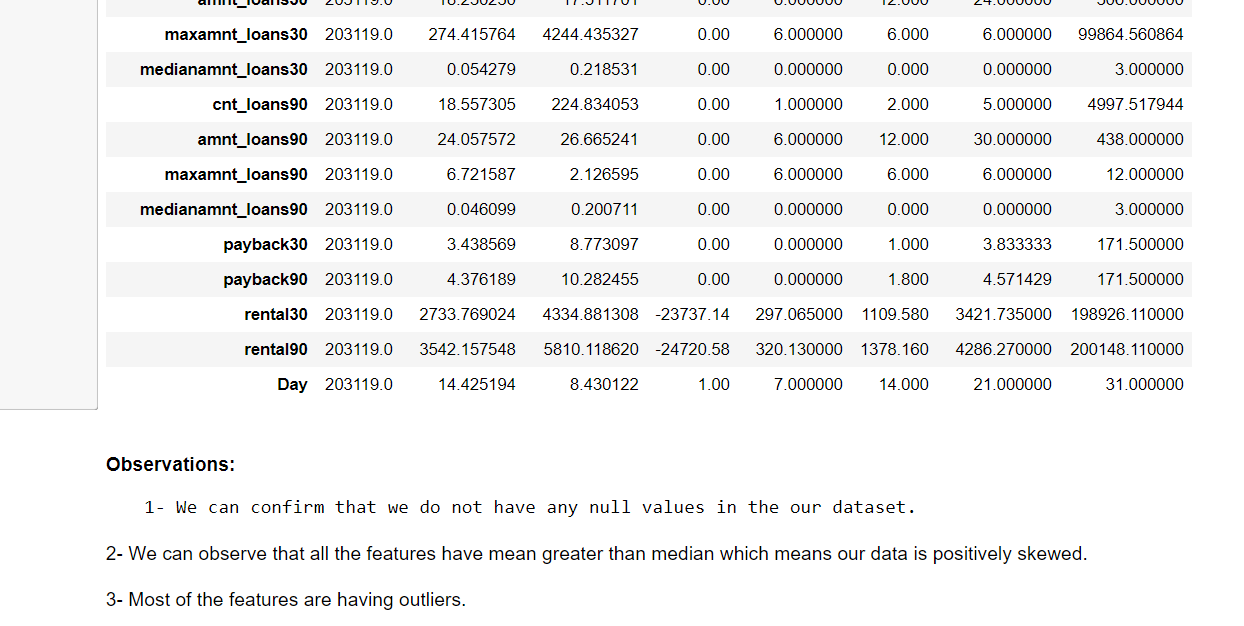 amnt_loans30 203119.0 0.00 12.000
maxamnt_loans30 203119.0 274.415764 4244.435327 0.00 6.000000 6.000 6.000000 99864.560864
medianamnt_loans30 203119.0 0.054279 0.218531 0.00 0.000000 0.000 0.000000 3.000000
cnt_loans90 203119.0 18.557305 224.834053 0.00 1.000000 2.000 5.000000 4997.517944
amnt_loans90 203119.0 24.057572 26.665241 0.00 6.000000 12.000 30.000000 438.000000
maxamnt_loans90 203119.0 6.721587 2.126595 0.00 6.000000 6.000 6.000000 12.000000
medianamnt_loans90 203119.0 0.046099 0.200711 0.00 0.000000 0.000 0.000000 3.000000
payback30 203119.0 3.438569 8.773097 0.00 0.000000 1.000 3.833333 171.500000
payback90 203119.0 4.376189 10.282455 0.00 0.000000 1.800 4.571429 171.500000
rental30 203119.0 2733.769024 4334.881308 -23737.14 297.065000 1109.580 3421.735000 198926.110000
rental90 203119.0 3542.157548 5810.118620 -24720.58 320.130000 1378.160 4286.270000 200148.110000
Day 203119.0 14.425194 8.430122 1.00 7.000000 14.000 21.000000 31.000000
Observations:
1- We can confirm that we do not have any null values in the our dataset.
2- We can observe that all the features have mean greater than median which means our data is positively skewed.
3- Most of the features are having outliers.